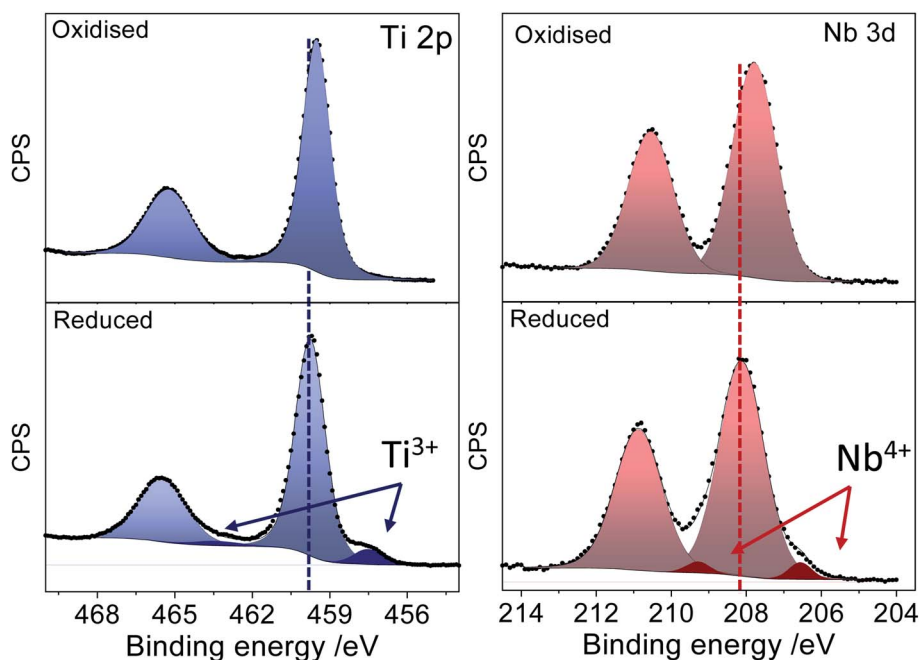 Oxidised
Ti 2p
CPS
Reduced
Ti³⁺
CPS
468 465 462 459 456
Binding energy /eV
Oxidised
Nb 3d
CPS
Reduced
Nb⁴⁺
CPS
214 212 210 208 206 204
Binding energy /eV